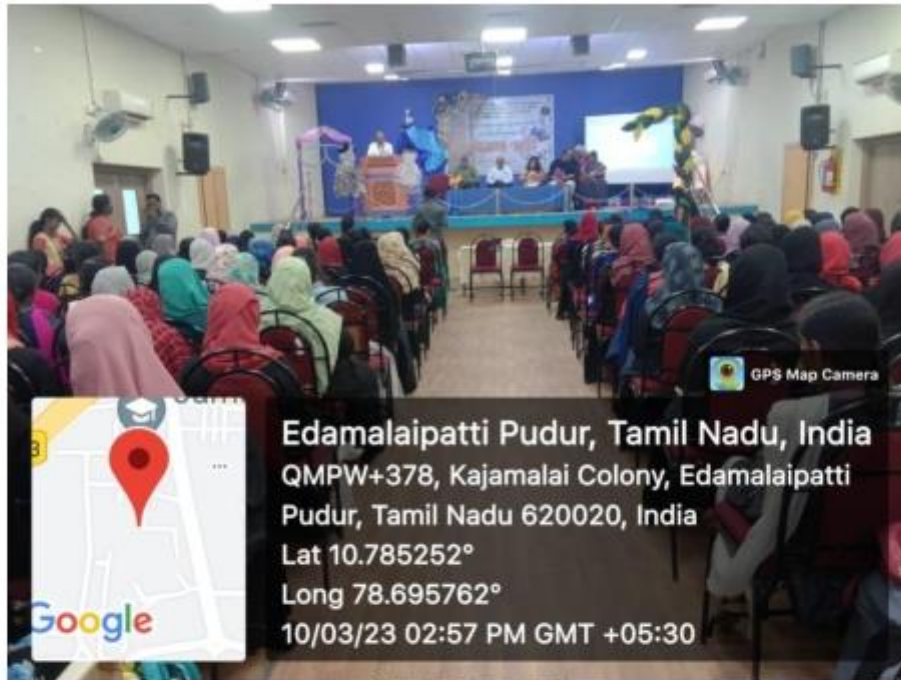 GPS Map Camera
Edamalaipatti Pudur, Tamil Nadu, India
QMPW+378, Kajamalai Colony, Edamalaipatti
Pudur, Tamil Nadu 620020, India
Lat 10.785252°
Long 78.695762°
10/03/23 02:57 PM GMT +05:30
Google